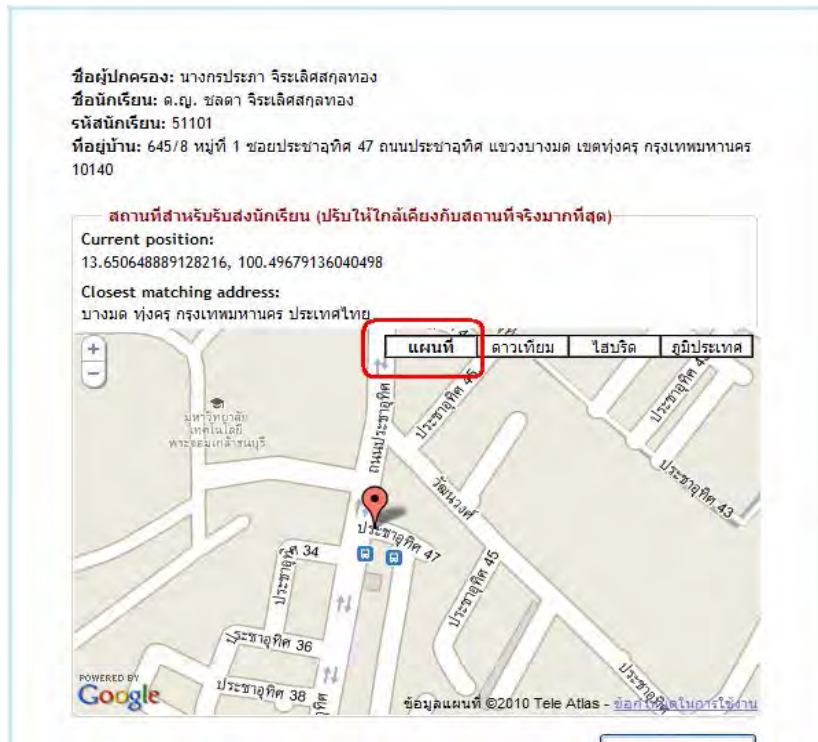 ชื่อผู้ปกครอง: นางกรประภา จิระเลิศสกุลทอง
ชื่อนักเรียน: ด.ญ. ชลดา จิระเลิศสกุลทอง
รหัสนักเรียน: 51101
ที่อยู่บ้าน: 645/8 หมู่ที่ 1 ซอยประชาอุทิศ 47 ถนนประชาอุทิศ แขวงบางมด เขตทุ่งครุ กรุงเทพมหานคร
10140
สถานที่สำหรับรับส่งนักเรียน (ปรับให้ใกล้เคียงกับสถานที่จริงมากที่สุด)
Current position:
13.650648889128216, 100.49679136040498
Closest matching address:
บางมด ทุ่งครุ กรุงเทพมหานคร ประเทศไทย
+
แผนที่
ดาวเทียม
ไฮบริด
ภูมิประเทศ
−
ประชาอุทิศ 45
มหาวิทยาลัย
เทคโนโลยี
พระจอมเกล้าธนบุรี
ถนนประชาอุทิศ
วัฒนวงศ์
ประชาอุทิศ 43
ประชาอุทิศ 47
ประชาอุทิศ 34
ประชาอุทิศ 45
ประชาอุทิศ 36
ประชาอุทิศ 38
POWERED BY
Google
ข้อมูลแผนที่ ©2010 Tele Atlas - ข้อกำหนดในการใช้งาน